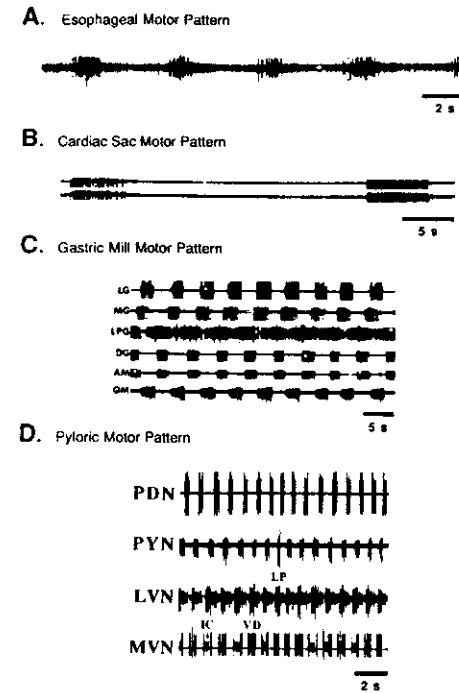 A. Esophageal Motor Pattern
2 s
B. Cardiac Sac Motor Pattern
5 s
C. Gastric Mill Motor Pattern
LG
MG
LPG
DG
AM
GM
5 s
D. Pyloric Motor Pattern
PDN
PYN
LP
LVN
IC VD
MVN
2 s